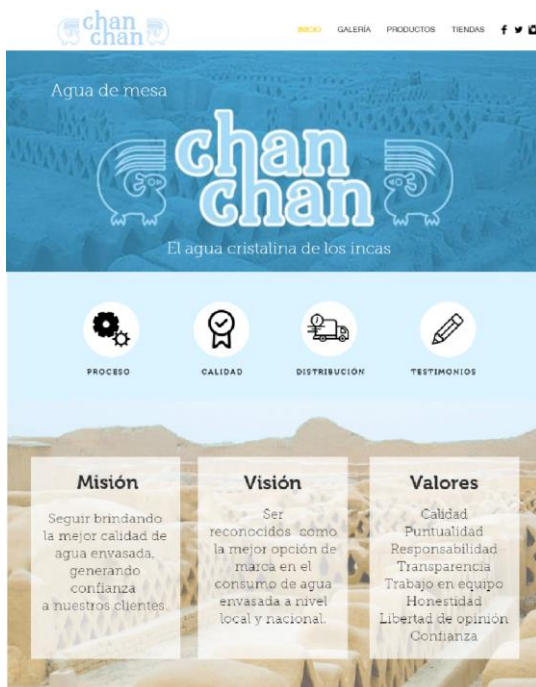 chan
chan
INICIO GALERÍA PRODUCTOS TIENDAS
Agua de mesa
chan
chan
El agua cristalina de los incas
PROCESO CALIDAD DISTRIBUCIÓN TESTIMONIOS
Misión
Seguir brindando
la mejor calidad de
agua envasada,
generando
confianza
a nuestros clientes.
Visión
Ser
reconocidos como
la mejor opción de
marca en el
consumo de agua
envasada a nivel
local y nacional.
Valores
Calidad
Puntualidad
Responsabilidad
Transparencia
Trabajo en equipo
Honestidad
Libertad de opinión
Confianza